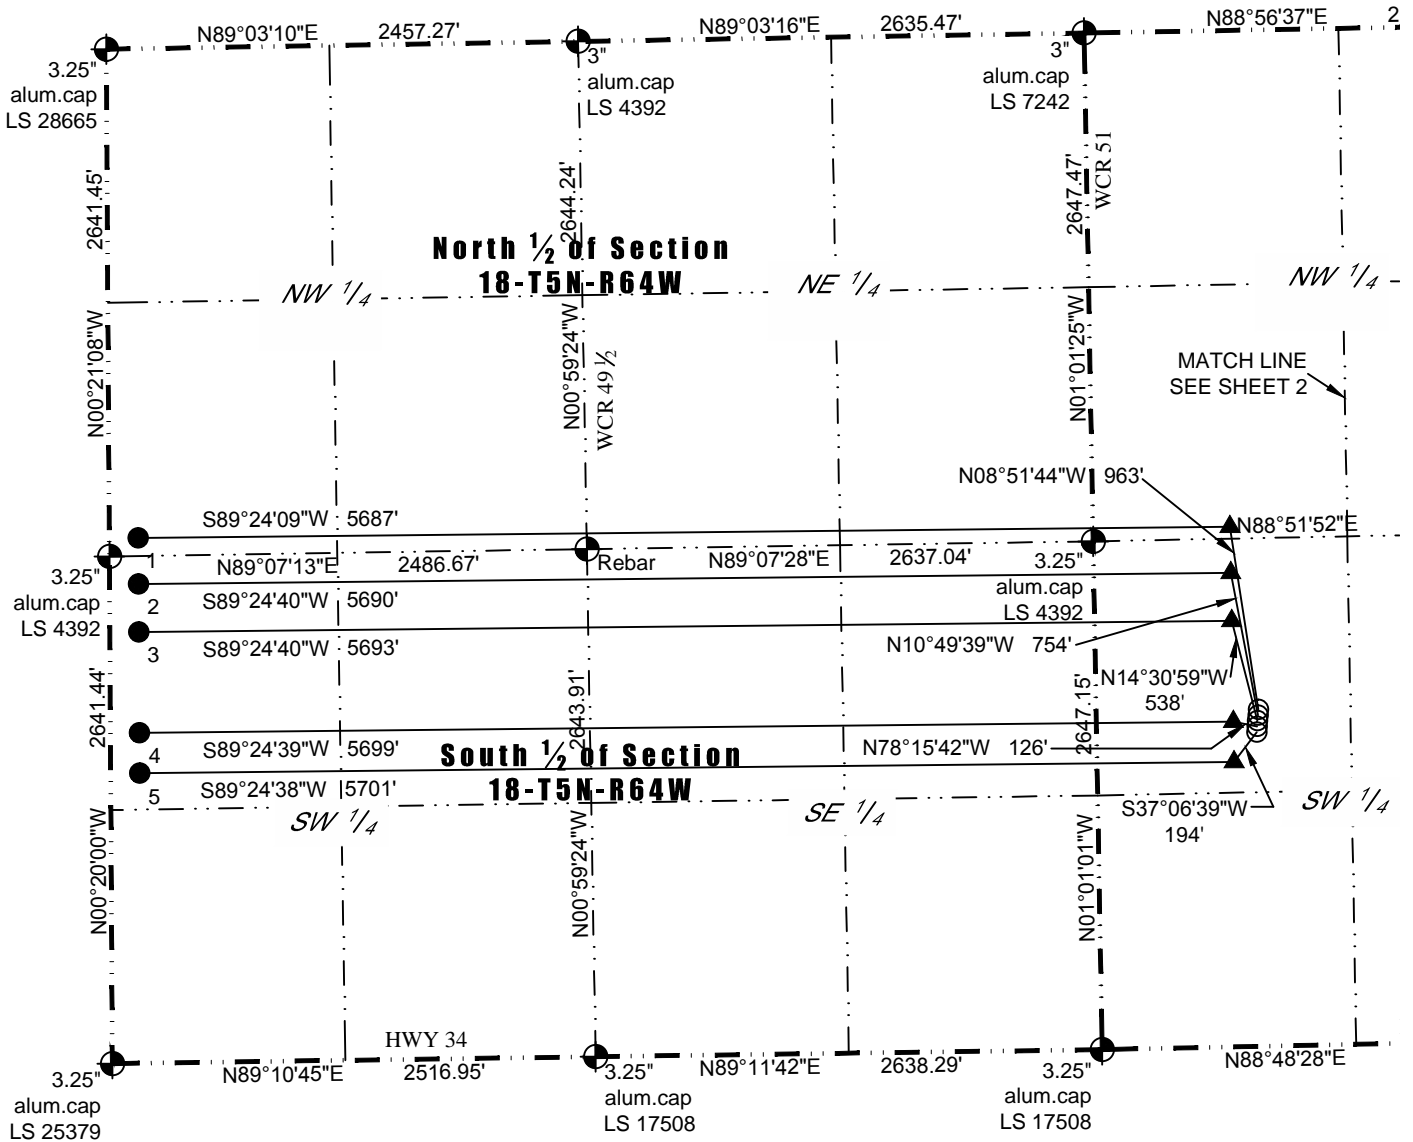 N89°03'10"E 2457.27' N89°03'16"E 2635.47' N88°56'37"E 2
3.25"
alum.cap
LS 28665
3"
alum.cap
LS 4392
3"
alum.cap
LS 7242
2641.45'
2644.24'
2647.47'
WCR 51
North ½ of Section
18-T5N-R64W
NW 1/4
NE 1/4
NW 1/4
N00°21'08"W
N00°59'24"W
WCR 49½
N01°01'25"W
MATCH LINE
SEE SHEET 2
N08°51'44"W 963'
S89°24'09"W 5687'
N88°51'52"E
1
N89°07'13"E 2486.67'
Rebar
N89°07'28"E 2637.04'
3.25"
alum.cap
LS 4392
3.25"
alum.cap
LS 4392
2
S89°24'40"W 5690'
3
S89°24'40"W 5693'
N10°49'39"W 754'
N14°30'59"W
538'
2641.44'
2643.91'
2647.15'
4
S89°24'39"W 5699'
N78°15'42"W 126'
South ½ of Section
18-T5N-R64W
5
S89°24'38"W 5701'
S37°06'39"W
194'
SW 1/4
SE 1/4
SW 1/4
N00°20'00"W
N00°59'24"W
N01°01'01"W
HWY 34
N89°10'45"E 2516.95' N89°11'42"E 2638.29' N88°48'28"E
3.25"
alum.cap
LS 25379
3.25"
alum.cap
LS 17508
3.25"
alum.cap
LS 17508